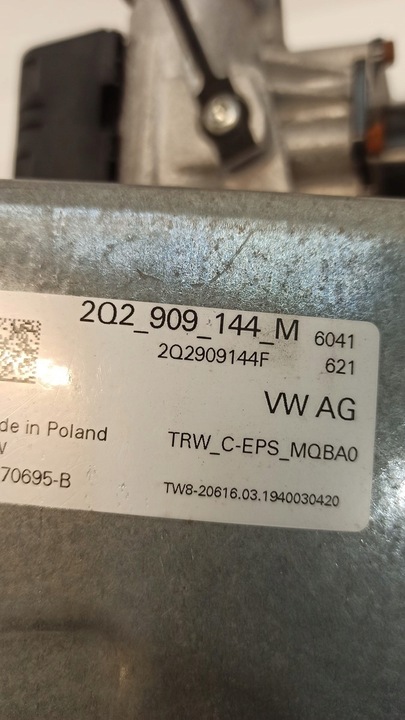 2Q2_909_144_M 6041
2Q2909144F 621
VW AG
de in Poland
TRW_C-EPS_MQBA0
70695-B
TW8-20616.03.1940030420